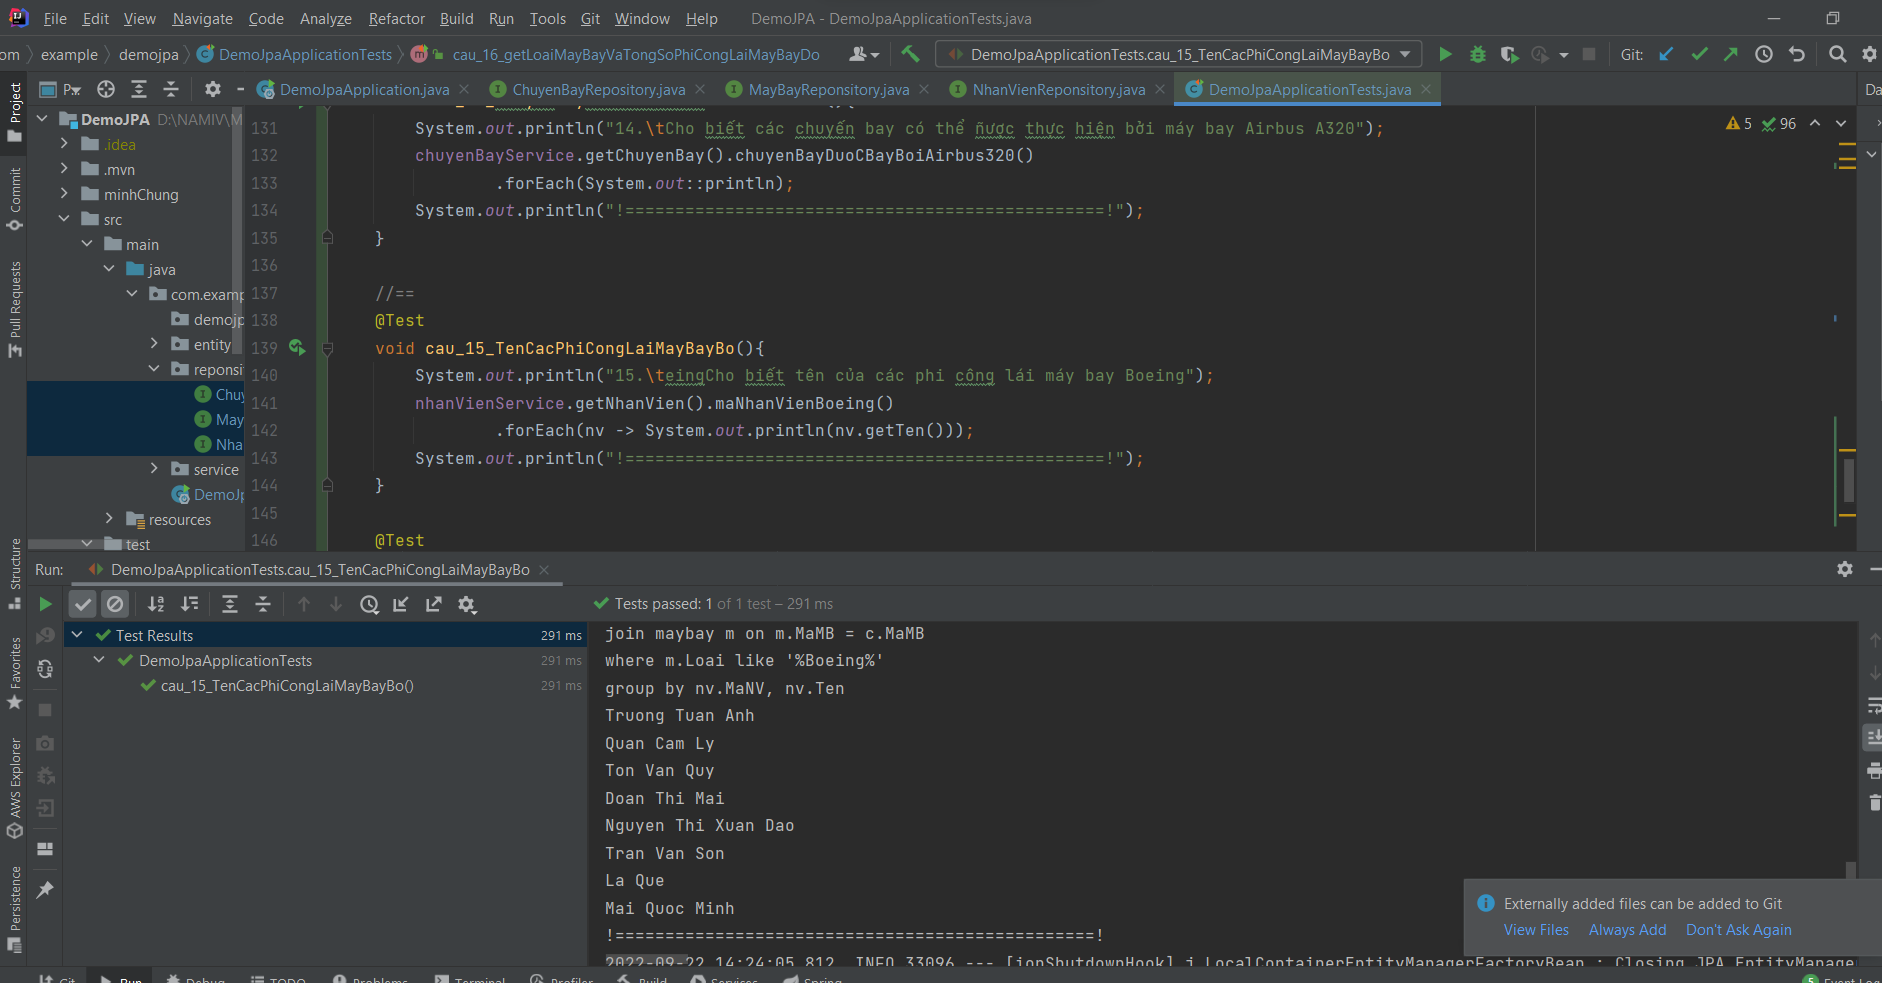 File Edit View Navigate Code Analyze Refactor Build Run Tools Git Window Help DemoJPA - DemoJpaApplicationTests.java
om example demojpa DemoJpaApplicationTests cau_16_getLoaiMayBayVaTongSoPhiCongLaiMayBayDo DemoJpaApplicationTests.cau_15_TenCacPhiCongLaiMayBayBo Git:
P... DemoJpaApplication.java ChuyenBayRepository.java MayBayReponsitory.java NhanVienReponsitory.java DemoJpaApplicationTests.java Da
Project
Commit
Pull Requests
Structure
Favorites
AWS Explorer
Persistence
DemoJPA D:\NAMIV\M
.idea
.mvn
minhChung
src
main
java
com.examp
demojp
entity
reponsi
Chuy
May
Nha
service
DemoJp
resources
test
5 96
131 System.out.println("14.\tCho biết các chuyến bay có thể ñược thực hiện bởi máy bay Airbus A320");
132 chuyenBayService.getChuyenBay().chuyenBayDuoCBayBoiAirbus320()
133 .forEach(System.out::println);
134 System.out.println("!================================================!");
135 }
136
137 //==
138 @Test
139 void cau_15_TenCacPhiCongLaiMayBayBo(){
140 System.out.println("15.\teingCho biết tên của các phi công lái máy bay Boeing");
141 nhanVienService.getNhanVien().maNhanVienBoeing()
142 .forEach(nv -> System.out.println(nv.getTen()));
143 System.out.println("!================================================!");
144 }
145
146 @Test
Run: DemoJpaApplicationTests.cau_15_TenCacPhiCongLaiMayBayBo
Tests passed: 1 of 1 test – 291 ms
Test Results 291 ms
DemoJpaApplicationTests 291 ms
cau_15_TenCacPhiCongLaiMayBayBo() 291 ms
join maybay m on m.MaMB = c.MaMB
where m.Loai like '%Boeing%'
group by nv.MaNV, nv.Ten
Truong Tuan Anh
Quan Cam Ly
Ton Van Quy
Doan Thi Mai
Nguyen Thi Xuan Dao
Tran Van Son
La Que
Mai Quoc Minh
!================================================!
2022-09-22 14:24:05.812 INFO 33096 --- [ionShutdownHook] j.LocalContainerEntityManagerFactoryBean : Closing JPA EntityManage
Externally added files can be added to Git
View Files Always Add Don't Ask Again
Git Run Debug TODO Problems Terminal Profiler Build Services Spring 5 Event Log